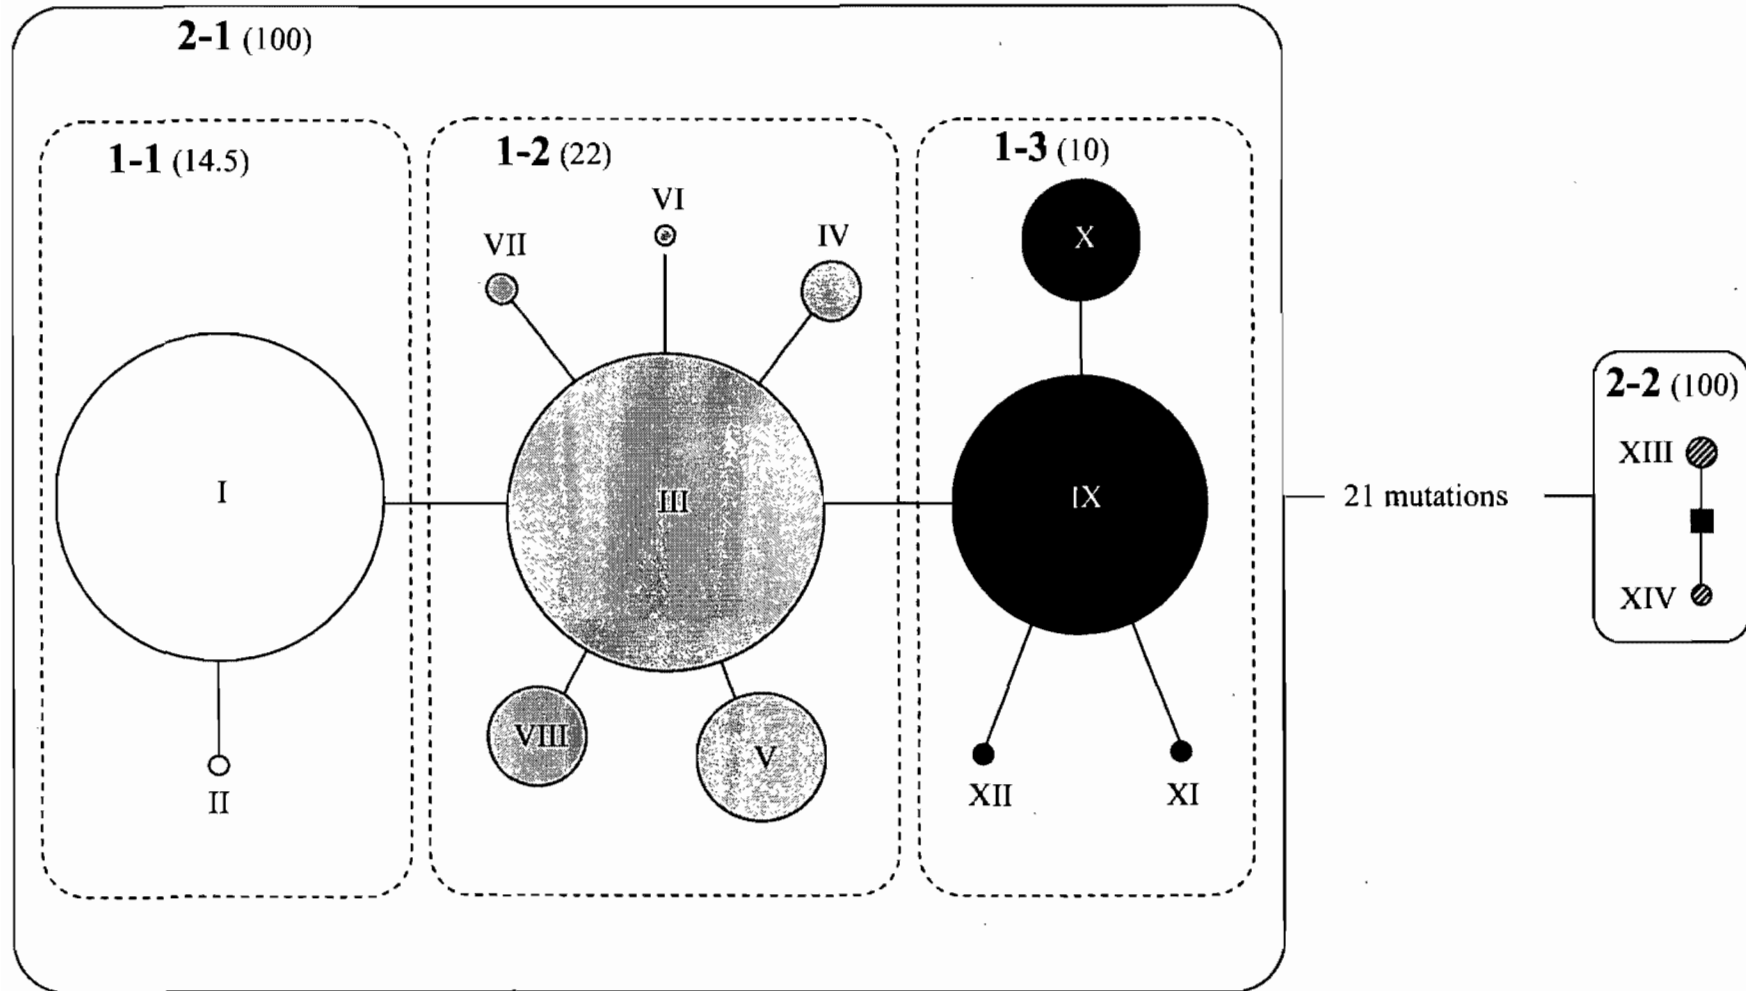 2-1 (100)
1-1 (14.5)
I
II
1-2 (22)
VI
VII
IV
III
VIII
V
1-3 (10)
X
IX
XII
XI
21 mutations
2-2 (100)
XIII
XIV